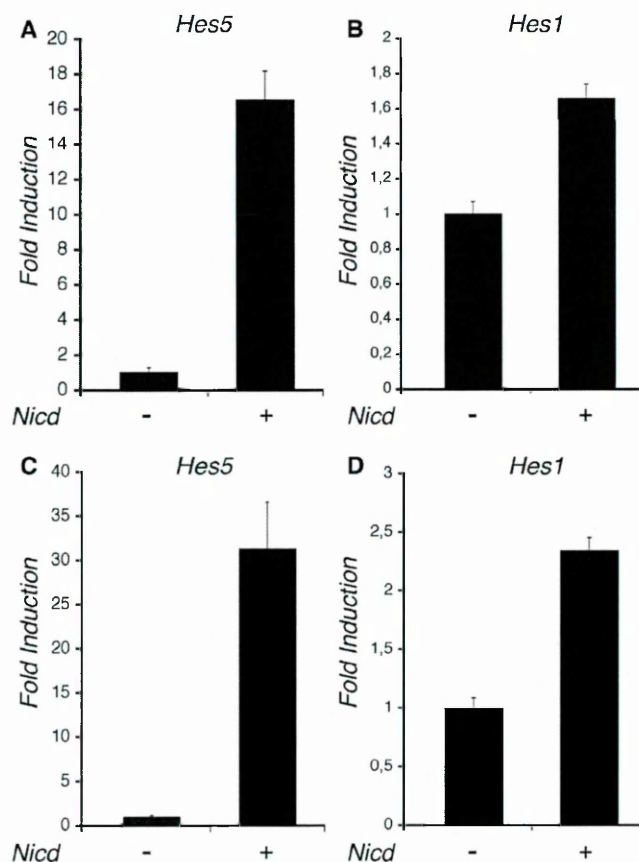 A
Hes5
20
18
16
14
12
10
8
6
4
2
0
Fold Induction
Nicd - +
B
Hes1
2
1,8
1,6
1,4
1,2
1
0,8
0,6
0,4
0,2
0
Fold Induction
Nicd - +
C
Hes5
40
35
30
25
20
15
10
5
0
Fold Induction
Nicd - +
D
Hes1
3
2,5
2
1,5
1
0,5
0
Fold Induction
Nicd - +